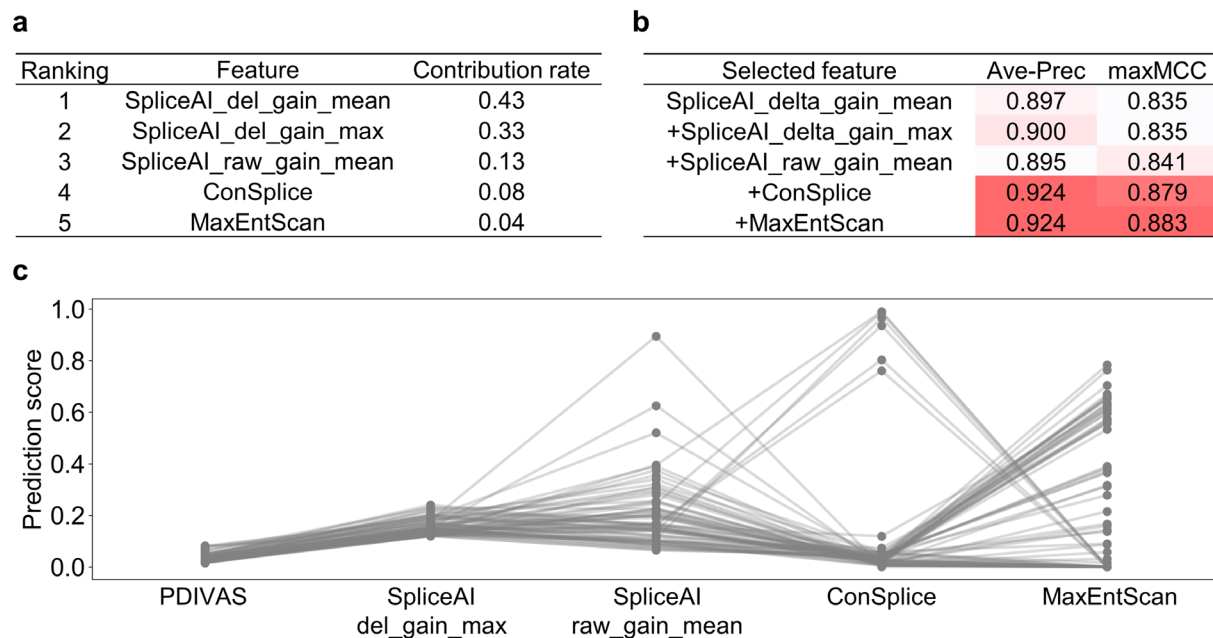 a
Ranking Feature Contribution rate
1 SpliceAI_del_gain_mean 0.43
2 SpliceAI_del_gain_max 0.33
3 SpliceAI_raw_gain_mean 0.13
4 ConSplice 0.08
5 MaxEntScan 0.04
b
Selected feature Ave-Prec maxMCC
SpliceAI_delta_gain_mean 0.897 0.835
+SpliceAI_delta_gain_max 0.900 0.835
+SpliceAI_raw_gain_mean 0.895 0.841
+ConSplice 0.924 0.879
+MaxEntScan 0.924 0.883
c
Prediction score
1.0
0.8
0.6
0.4
0.2
0.0
PDIVAS SpliceAI SpliceAI ConSplice MaxEntScan
del_gain_max raw_gain_mean